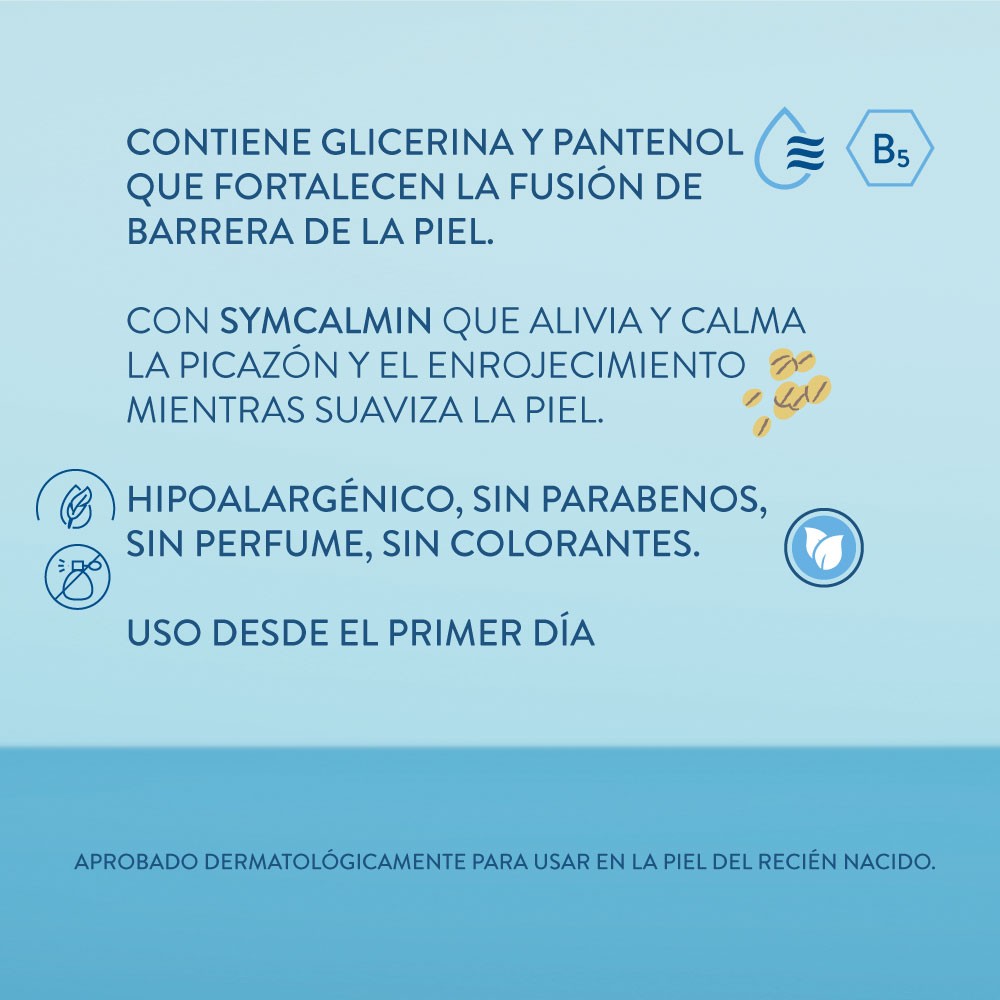 CONTIENE GLICERINA Y PANTENOL
QUE FORTALECEN LA FUSIÓN DE
BARRERA DE LA PIEL.
B5
CON SYMCALMIN QUE ALIVIA Y CALMA
LA PICAZÓN Y EL ENROJECIMIENTO
MIENTRAS SUAVIZA LA PIEL.
HIPOALARGÉNICO, SIN PARABENOS,
SIN PERFUME, SIN COLORANTES.
USO DESDE EL PRIMER DÍA
APROBADO DERMATOLÓGICAMENTE PARA USAR EN LA PIEL DEL RECIÉN NACIDO.